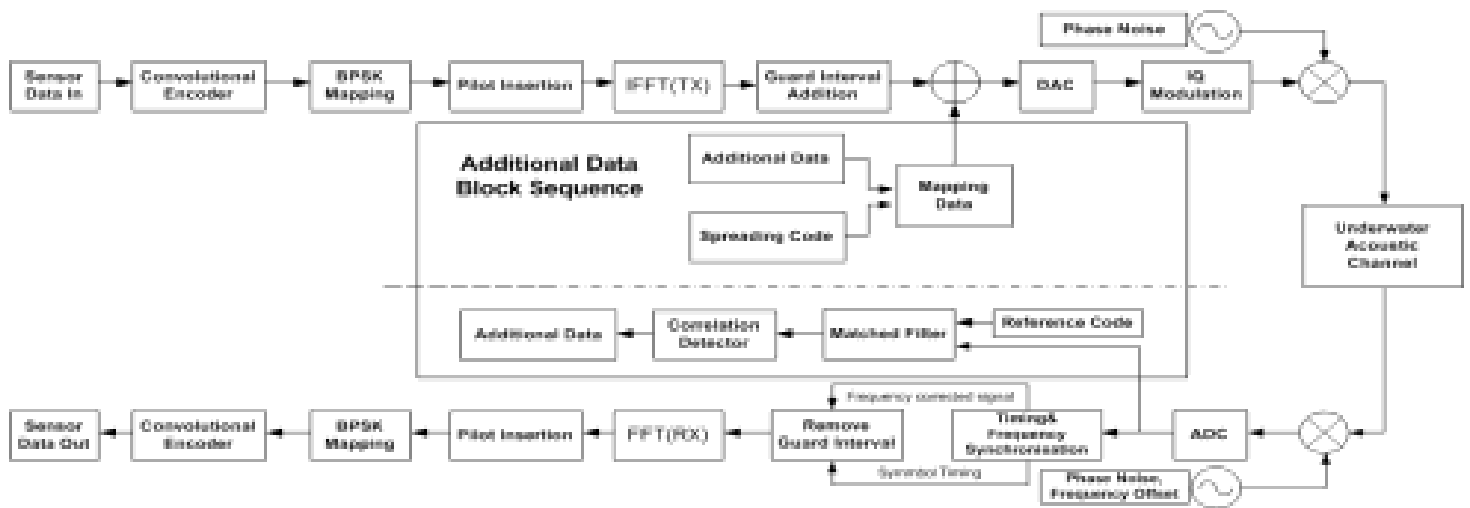 Phase Noise
Sensor
Data In
Convolutional
Encoder
BPSK
Mapping
Pilot Insertion
IFFT(TX)
Guard Interval
Addition
DAC
IQ
Modulation
Additional Data
Block Sequence
Additional Data
Mapping
Data
Spreading Code
Underwater
Acoustic
Channel
Additional Data
Correlation
Detector
Matched Filter
Reference Code
Frequency corrected signal
Sensor
Data Out
Convolutional
Encoder
BPSK
Mapping
Pilot Insertion
FFT(RX)
Remove
Guard Interval
Timing&
Frequency
Synchronisation
ADC
Symmbol Timing
Phase Noise,
Frequency Offset